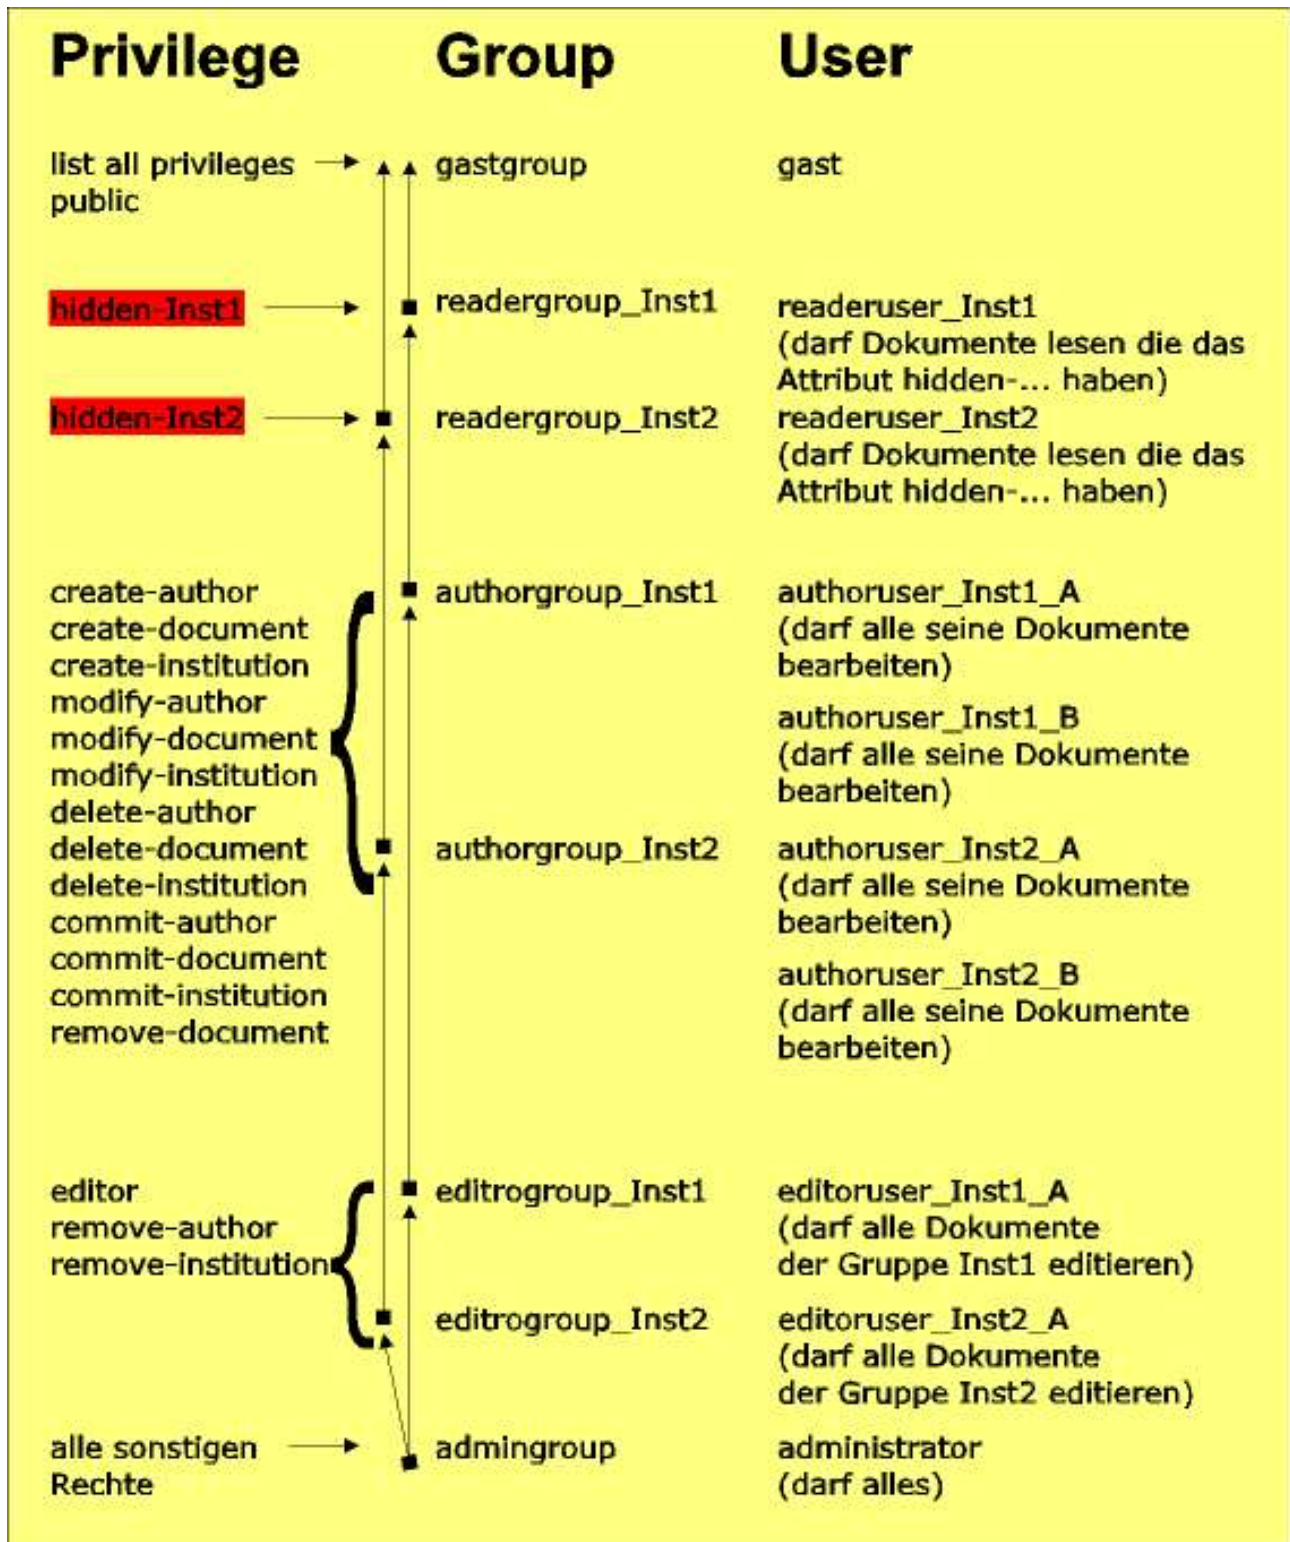 Privilege Group User
list all privileges gastgroup gast
public
hidden-Inst1 readergroup_Inst1 readeruser_Inst1
(darf Dokumente lesen die das
Attribut hidden-... haben)
hidden-Inst2 readergroup_Inst2 readeruser_Inst2
(darf Dokumente lesen die das
Attribut hidden-... haben)
create-author authorgroup_Inst1 authoruser_Inst1_A
create-document (darf alle seine Dokumente
create-institution bearbeiten)
modify-author authoruser_Inst1_B
modify-document (darf alle seine Dokumente
modify-institution bearbeiten)
delete-author
delete-document authorgroup_Inst2 authoruser_Inst2_A
delete-institution (darf alle seine Dokumente
commit-author bearbeiten)
commit-document authoruser_Inst2_B
commit-institution (darf alle seine Dokumente
remove-document bearbeiten)
editor editrogroup_Inst1 editoruser_Inst1_A
remove-author (darf alle Dokumente
remove-institution der Gruppe Inst1 editieren)
editrogroup_Inst2 editoruser_Inst2_A
(darf alle Dokumente
der Gruppe Inst2 editieren)
alle sonstigen admingroup administrator
Rechte (darf alles)